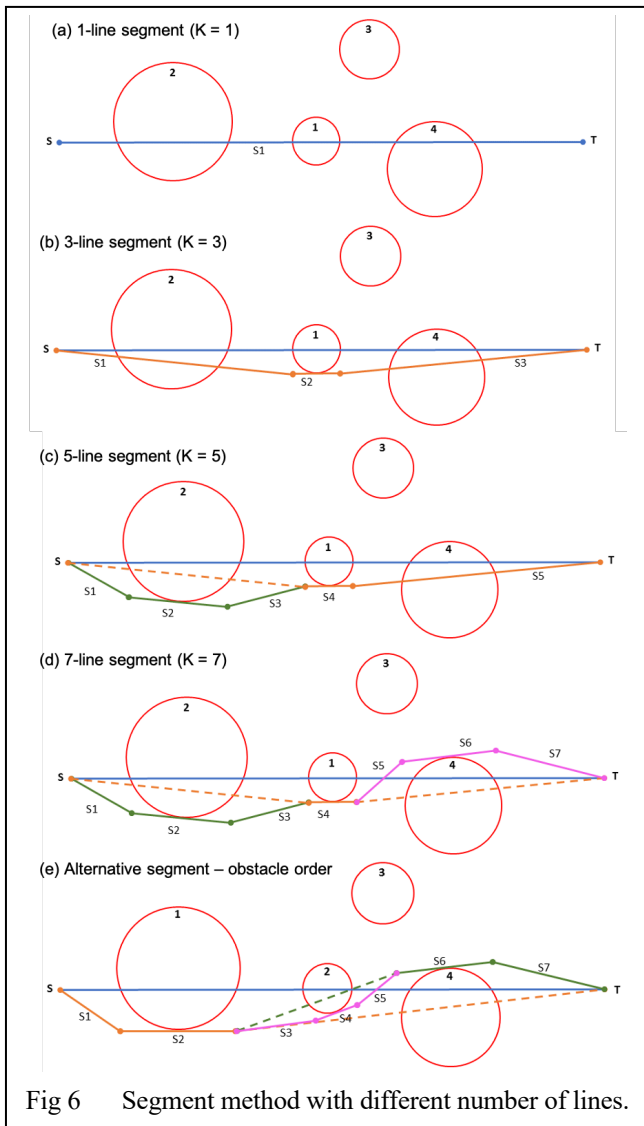 (a) 1-line segment (K = 1)
3
2
1
4
S
T
S1
(b) 3-line segment (K = 3)
3
2
1
4
S
T
S1
S2
S3
(c) 5-line segment (K = 5)
3
2
1
4
S
T
S1
S2
S3
S4
S5
(d) 7-line segment (K = 7)
3
2
1
4
S
T
S1
S2
S3
S4
S5
S6
S7
(e) Alternative segment – obstacle order
3
1
2
4
S
T
S1
S2
S3
S4
S5
S6
S7
Fig 6 Segment method with different number of lines.